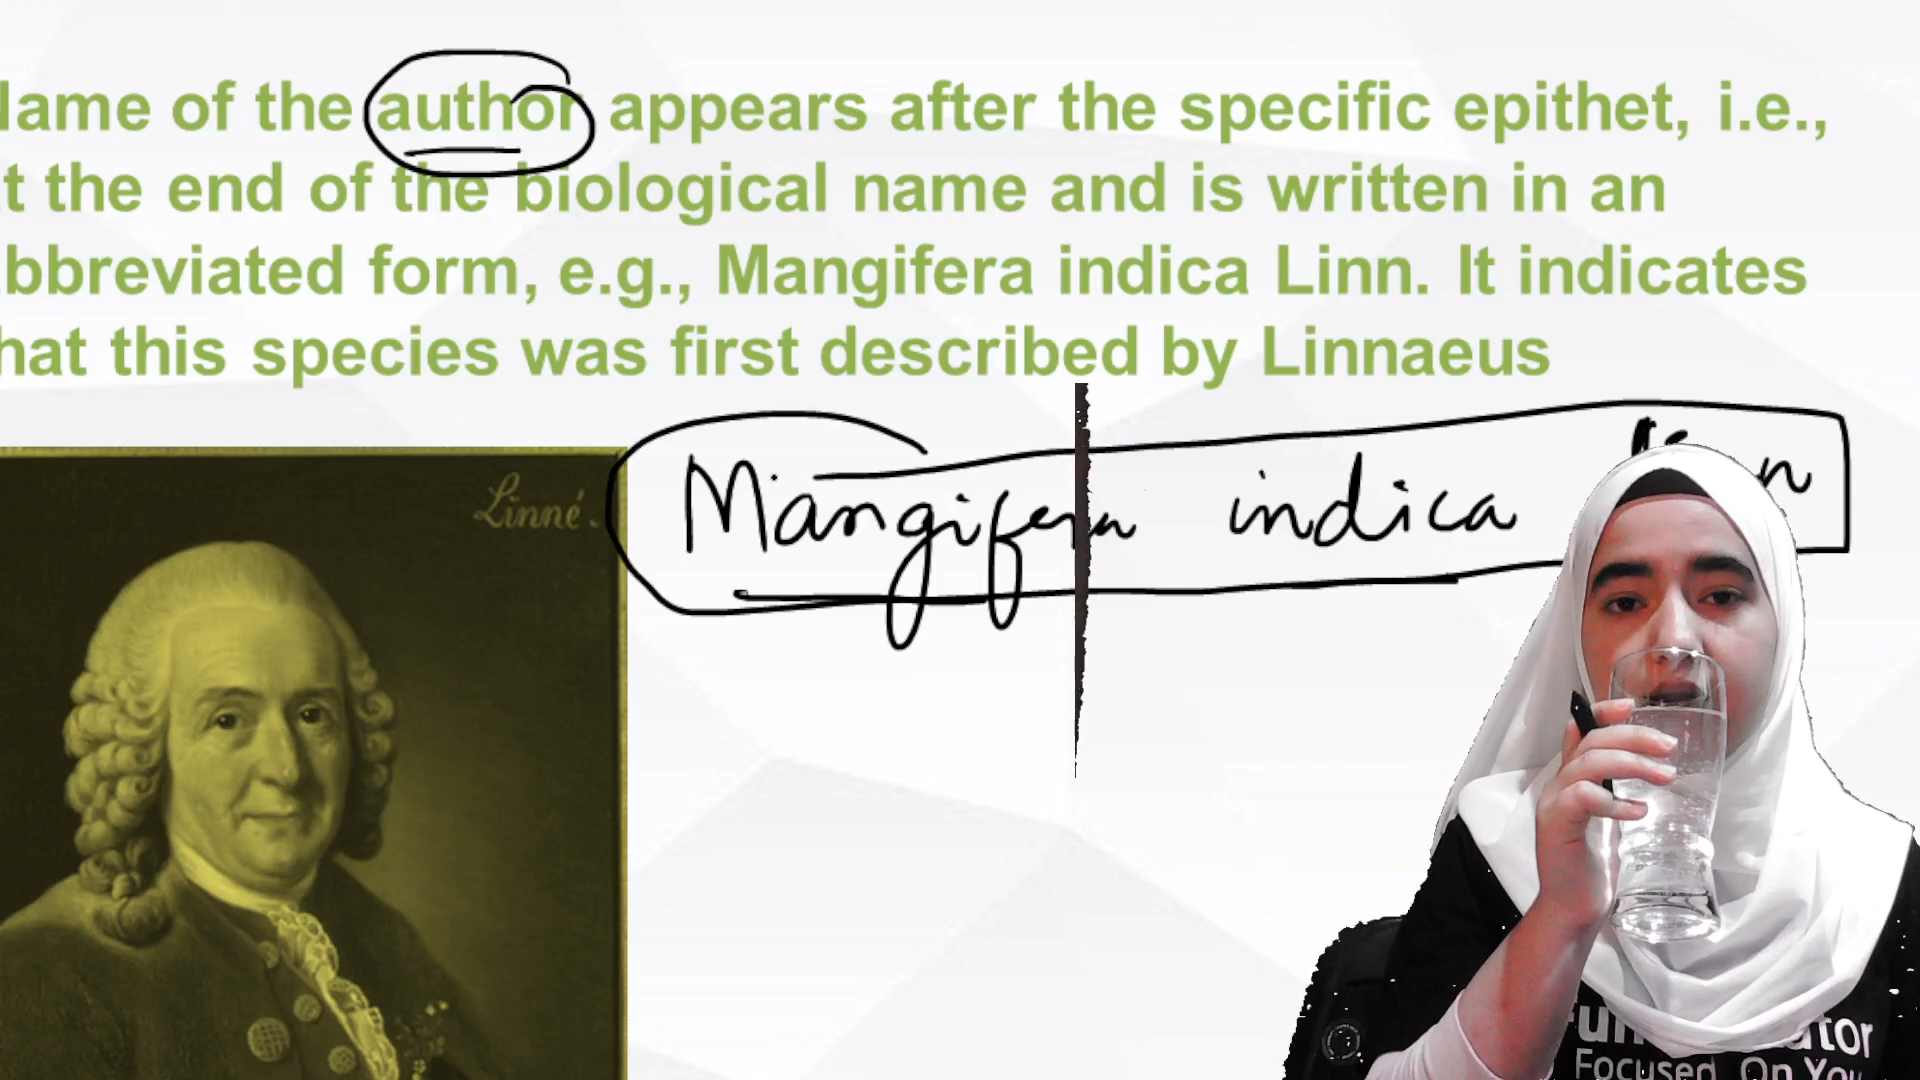 lame of the author appears after the specific epithet, i.e.,
t the end of the biological name and is written in an
bbreviated form, e.g., Mangifera indica Linn. It indicates
hat this species was first described by Linnaeus
Linné.
Mangifera indica
Focused On You